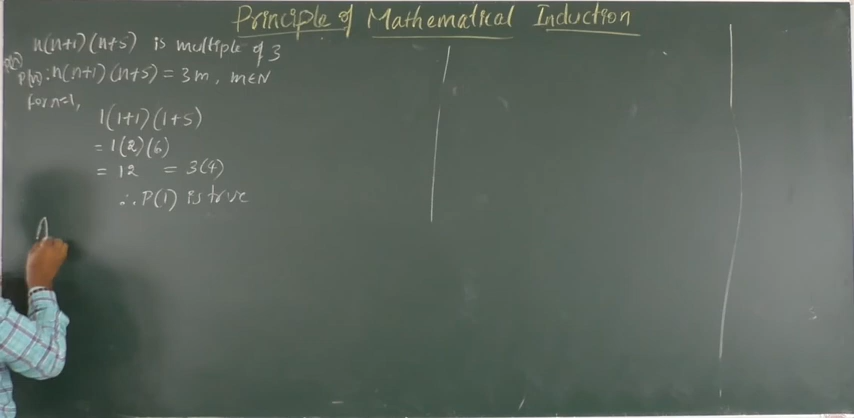 Principle of Mathematical Induction
n(n+1)(n+5) is multiple of 3
P(n): n(n+1)(n+5) = 3m, m∈N
For n=1,
1(1+1)(1+5)
= 1(2)(6)
= 12 = 3(4)
∴ P(1) is true